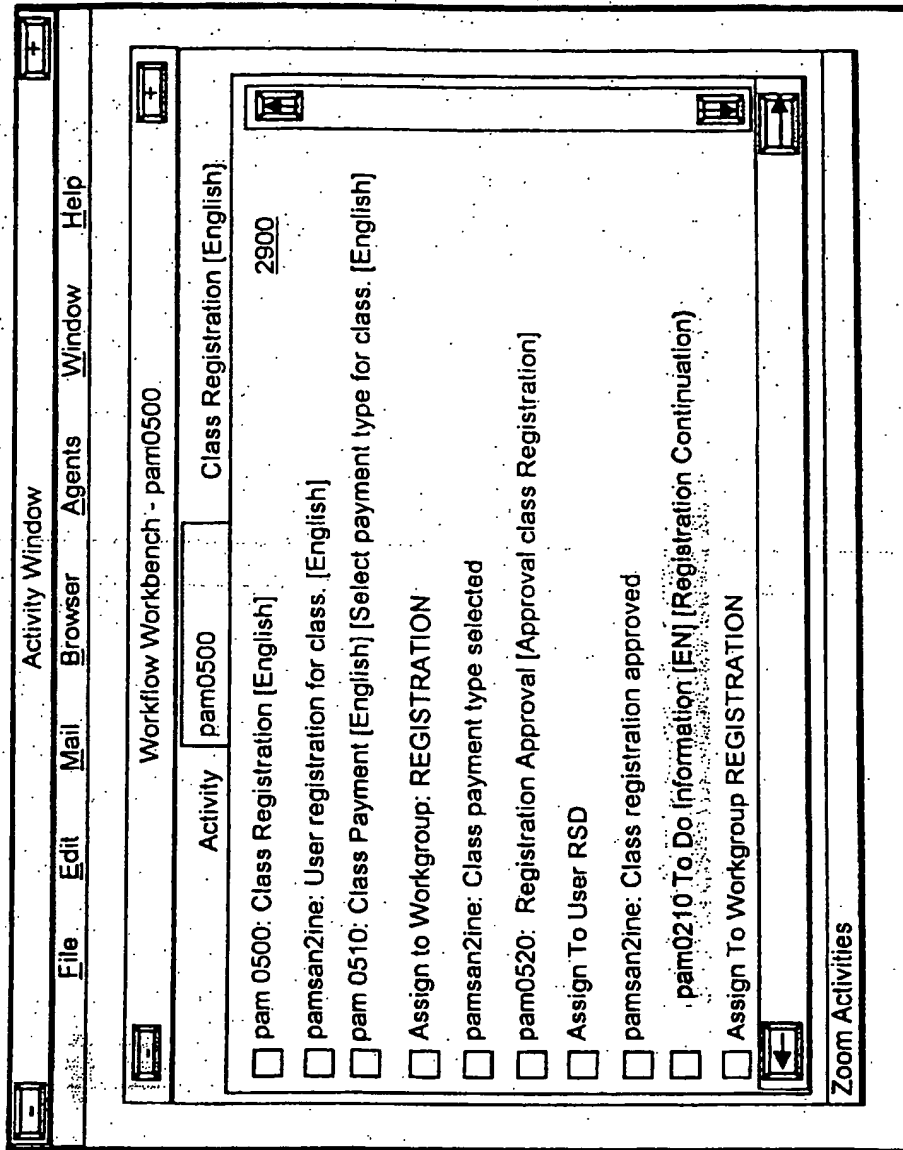 Activity Window
File Edit Mail Browser Agents Window Help
Workflow Workbench - pam0500
Activity pam0500 Class Registration [English]
pam 0500: Class Registration [English] 2900
pamsan2ine: User registration for class. [English]
pam 0510: Class Payment [English] [Select payment type for class. [English]
Assign to Workgroup: REGISTRATION
pamsan2ine: Class payment type selected
pam0520: Registration Approval [Approval class Registration]
Assign To User RSD
pamsan2ine: Class registration approved
pam0210 To Do Information [EN] [Registration Continuation)
Assign To Workgroup REGISTRATION
Zoom Activities